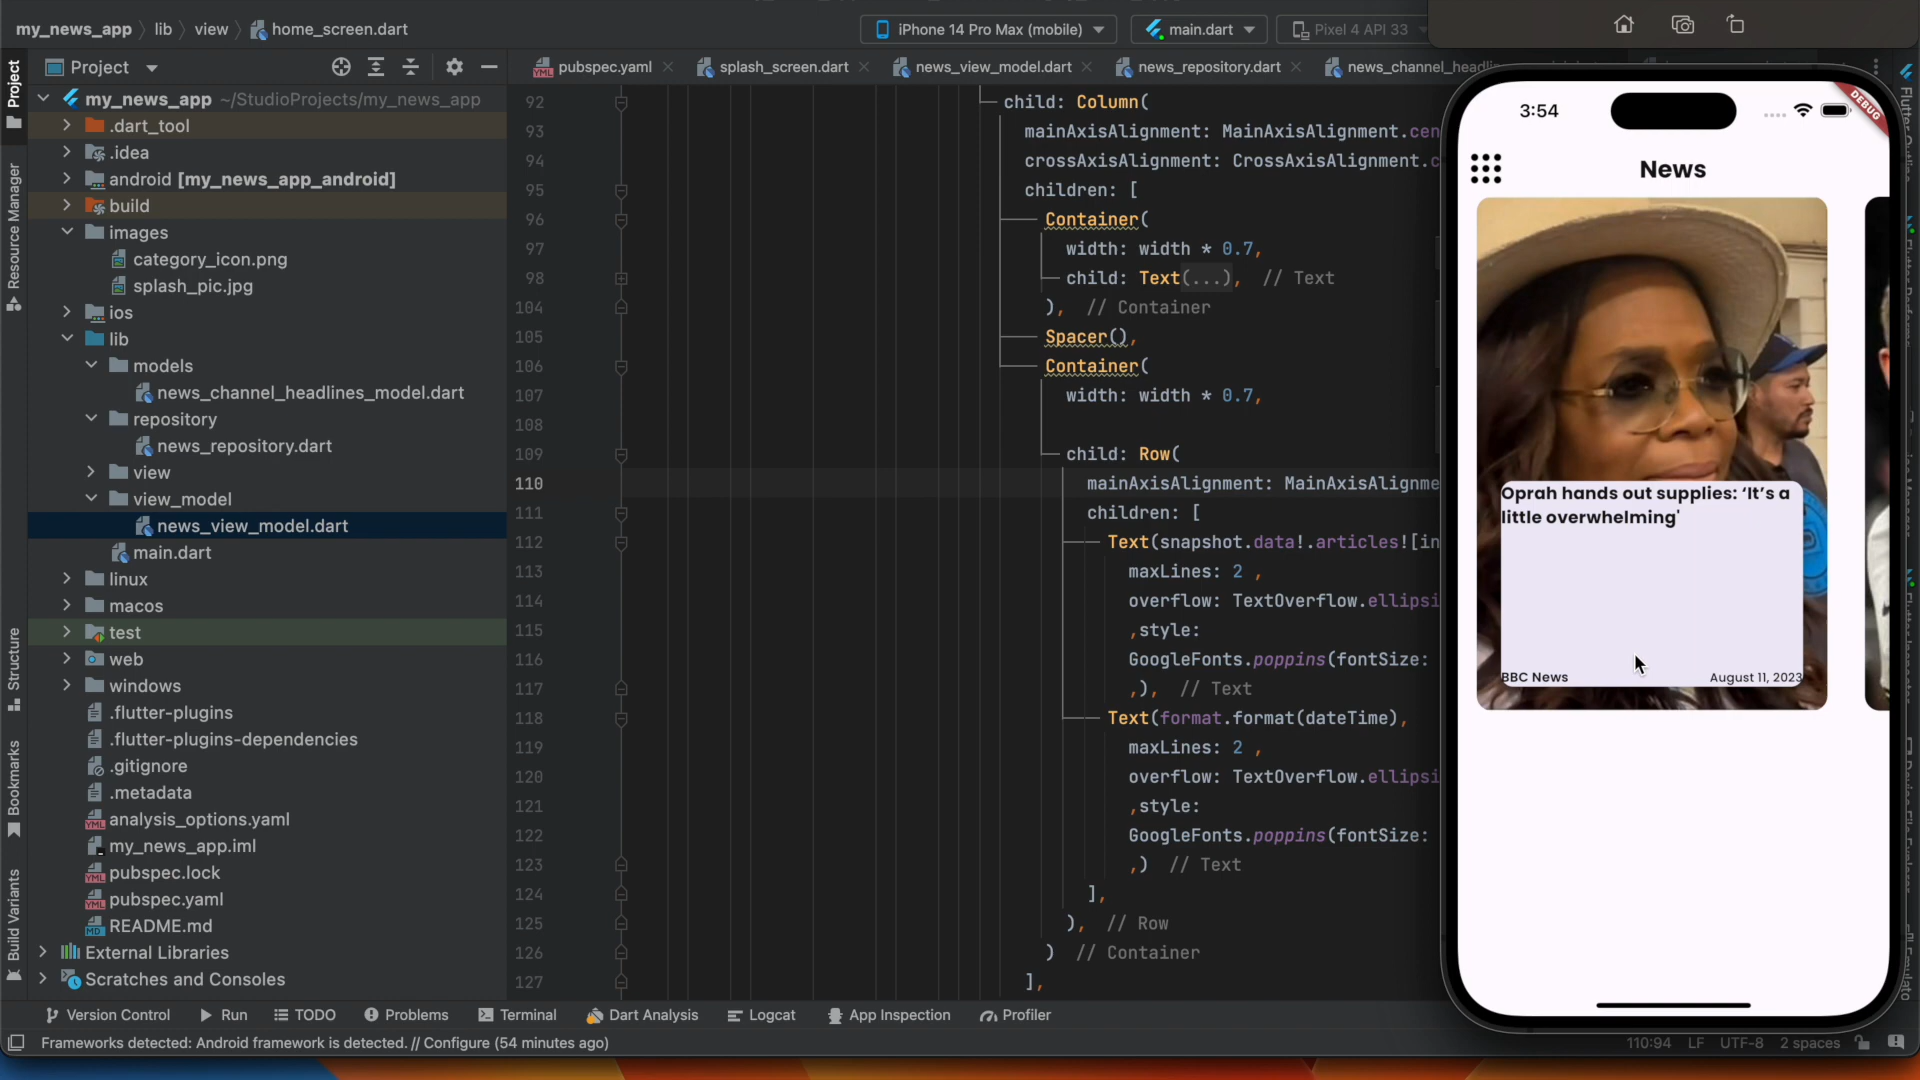 my_news_app
lib
view
home_screen.dart
iPhone 14 Pro Max (mobile)
main.dart
Pixel 4 API 33
Project
pubspec.yaml
splash_screen.dart
news_view_model.dart
news_repository.dart
Project
Resource Manager
Structure
Bookmarks
Build Variants
my_news_app ~/StudioProjects/my_news_app
.dart_tool
.idea
android [my_news_app_android]
build
images
category_icon.png
splash_pic.jpg
ios
lib
models
news_channel_headlines_model.dart
repository
news_repository.dart
view
view_model
news_view_model.dart
main.dart
linux
macos
test
web
windows
.flutter-plugins
.flutter-plugins-dependencies
.gitignore
.metadata
analysis_options.yaml
my_news_app.iml
pubspec.lock
pubspec.yaml
README.md
External Libraries
Scratches and Consoles
92 child: Column(
93 mainAxisAlignment: MainAxisAlignment.cen
94 crossAxisAlignment: CrossAxisAlignment.c
95 children: [
96 Container(
97 width: width * 0.7,
98 child: Text(...), // Text
104 ), // Container
105 Spacer(),
106 Container(
107 width: width * 0.7,
108
109 child: Row(
110 mainAxisAlignment: MainAxisAlignme
111 children: [
112 Text(snapshot.data!.articles![in
113 maxLines: 2 ,
114 overflow: TextOverflow.ellipsi
115 ,style:
116 GoogleFonts.poppins(fontSize:
117 ,), // Text
118 Text(format.format(dateTime),
119 maxLines: 2 ,
120 overflow: TextOverflow.ellipsi
121 ,style:
122 GoogleFonts.poppins(fontSize:
123 ,) // Text
124 ],
125 ), // Row
126 ) // Container
127 ],
3:54
DEBUG
News
Oprah hands out supplies: ‘It’s a
little overwhelming'
BBC News
August 11, 2023
Version Control
Run
TODO
Problems
Terminal
Dart Analysis
Logcat
App Inspection
Profiler
Frameworks detected: Android framework is detected. // Configure (54 minutes ago)
110:94
LF
UTF-8
2 spaces